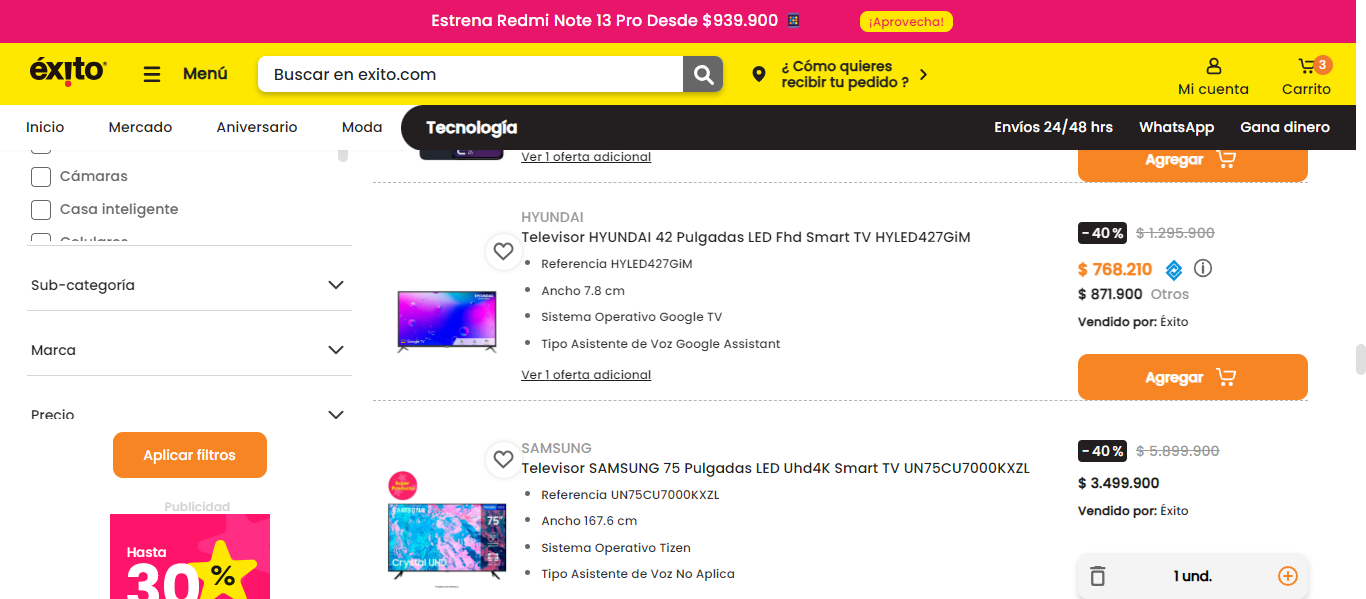 Estrena Redmi Note 13 Pro Desde $939.900
¡Aprovecha!
éxito
Menú
Buscar en exito.com
¿ Cómo quieres
recibir tu pedido ?
Mi cuenta
3
Carrito
Inicio
Mercado
Aniversario
Moda
Tecnología
Envíos 24/48 hrs
WhatsApp
Gana dinero
Cámaras
Casa inteligente
Celulares
Sub-categoría
Marca
Precio
Aplicar filtros
Publicidad
Hasta
30 %
Ver 1 oferta adicional
Agregar
HYUNDAI
Televisor HYUNDAI 42 Pulgadas LED Fhd Smart TV HYLED427GiM
Referencia HYLED427GiM
Ancho 7.8 cm
Sistema Operativo Google TV
Tipo Asistente de Voz Google Assistant
Ver 1 oferta adicional
- 40 % $ 1.295.900
$ 768.210
$ 871.900 Otros
Vendido por: Éxito
Agregar
SAMSUNG
Televisor SAMSUNG 75 Pulgadas LED Uhd4K Smart TV UN75CU7000KXZL
Referencia UN75CU7000KXZL
Ancho 167.6 cm
Sistema Operativo Tizen
Tipo Asistente de Voz No Aplica
SAMSUNG
75"
Crystal UHD
- 40 % $ 5.899.900
$ 3.499.900
Vendido por: Éxito
1 und.